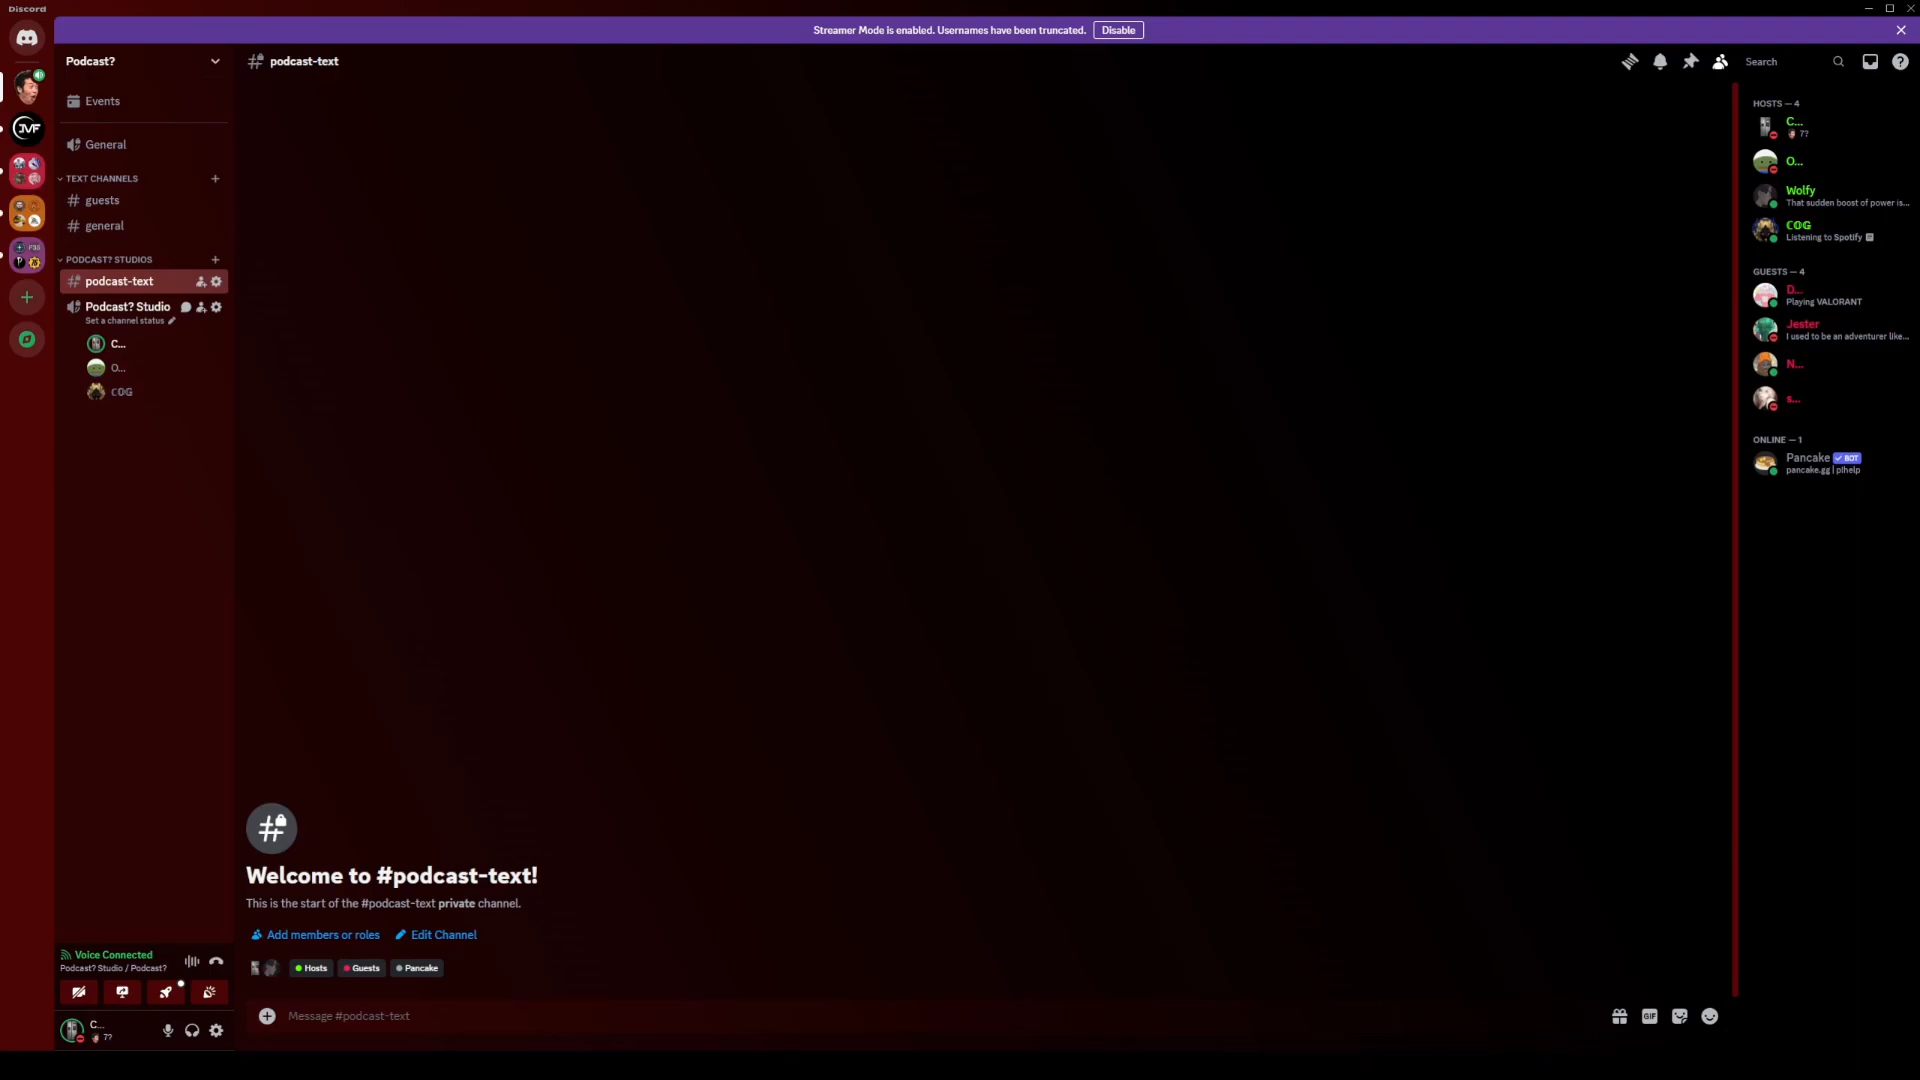 Discord
Streamer Mode is enabled. Usernames have been truncated.
Disable
Podcast?
Events
General
TEXT CHANNELS
guests
general
PODCAST? STUDIOS
podcast-text
Podcast? Studio
Set a channel status
C...
O...
COG
Voice Connected
Podcast? Studio / Podcast?
C...
7?
podcast-text
Search
Welcome to #podcast-text!
This is the start of the #podcast-text private channel.
Add members or roles
Edit Channel
Hosts
Guests
Pancake
Message #podcast-text
GIF
HOSTS — 4
C...
7?
O...
Wolfy
That sudden boost of power is...
COG
Listening to Spotify
GUESTS — 4
D...
Playing VALORANT
Jester
I used to be an adventurer like...
N...
s...
ONLINE — 1
Pancake
BOT
pancake.gg | p!help